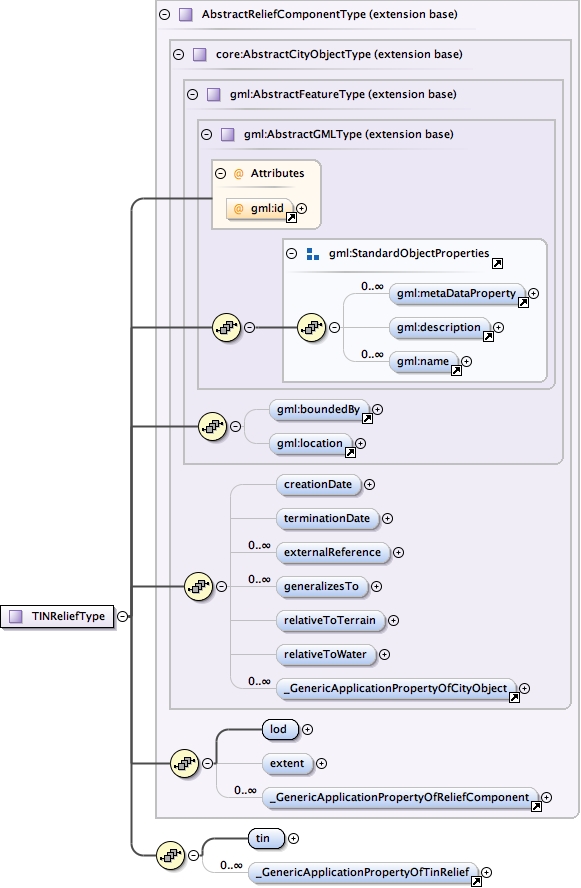 AbstractReliefComponentType (extension base)
core:AbstractCityObjectType (extension base)
gml:AbstractFeatureType (extension base)
gml:AbstractGMLType (extension base)
@ Attributes
@ gml:id
gml:StandardObjectProperties
0..∞
gml:metaDataProperty
gml:description
0..∞
gml:name
gml:boundedBy
gml:location
creationDate
terminationDate
0..∞
externalReference
0..∞
generalizesTo
TINReliefType
relativeToTerrain
relativeToWater
0..∞
_GenericApplicationPropertyOfCityObject
lod
extent
0..∞
_GenericApplicationPropertyOfReliefComponent
tin
0..∞
_GenericApplicationPropertyOfTinRelief